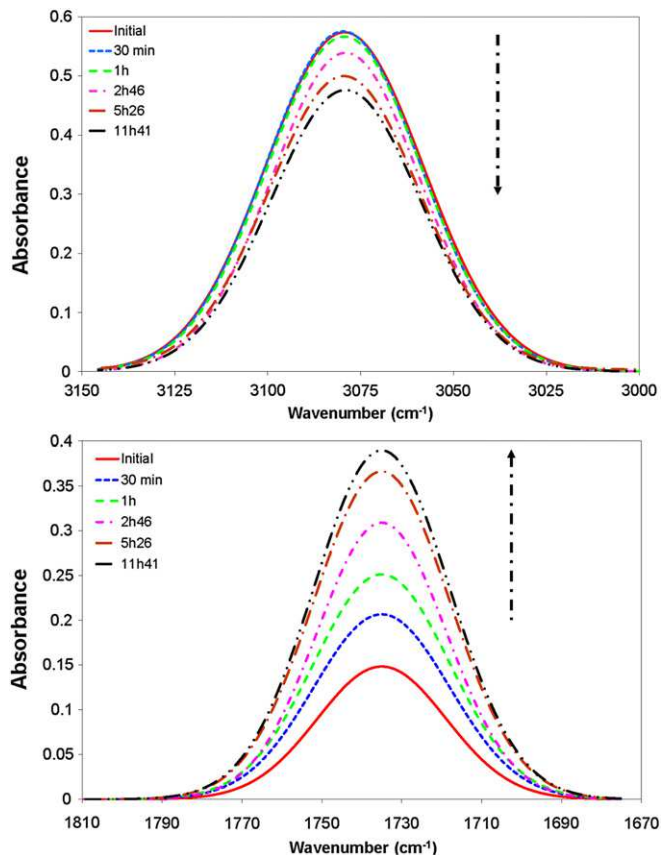 0.6
0.5
0.4
0.3
0.2
0.1
0
Absorbance
Initial
30 min
1h
2h46
5h26
11h41
3150 3125 3100 3075 3050 3025 3000
Wavenumber (cm-1)
0.4
0.35
0.3
0.25
0.2
0.15
0.1
0.05
0
Absorbance
Initial
30 min
1h
2h46
5h26
11h41
1810 1790 1770 1750 1730 1710 1690 1670
Wavenumber (cm-1)